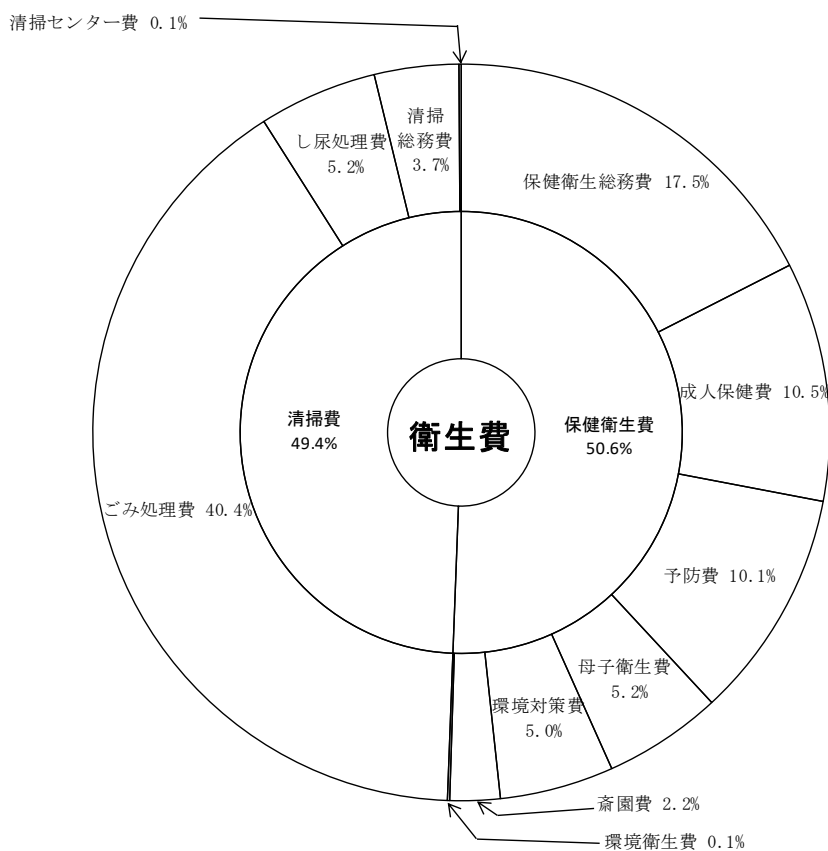 清掃センター費 0.1%
清掃
総務費
3.7%
し尿処理費
5.2%
保健衛生総務費 17.5%
成人保健費 10.5%
清掃費
49.4%
衛生費
保健衛生費
50.6%
ごみ処理費 40.4%
予防費 10.1%
母子衛生費
5.2%
環境対策費
5.0%
斎園費 2.2%
環境衛生費 0.1%